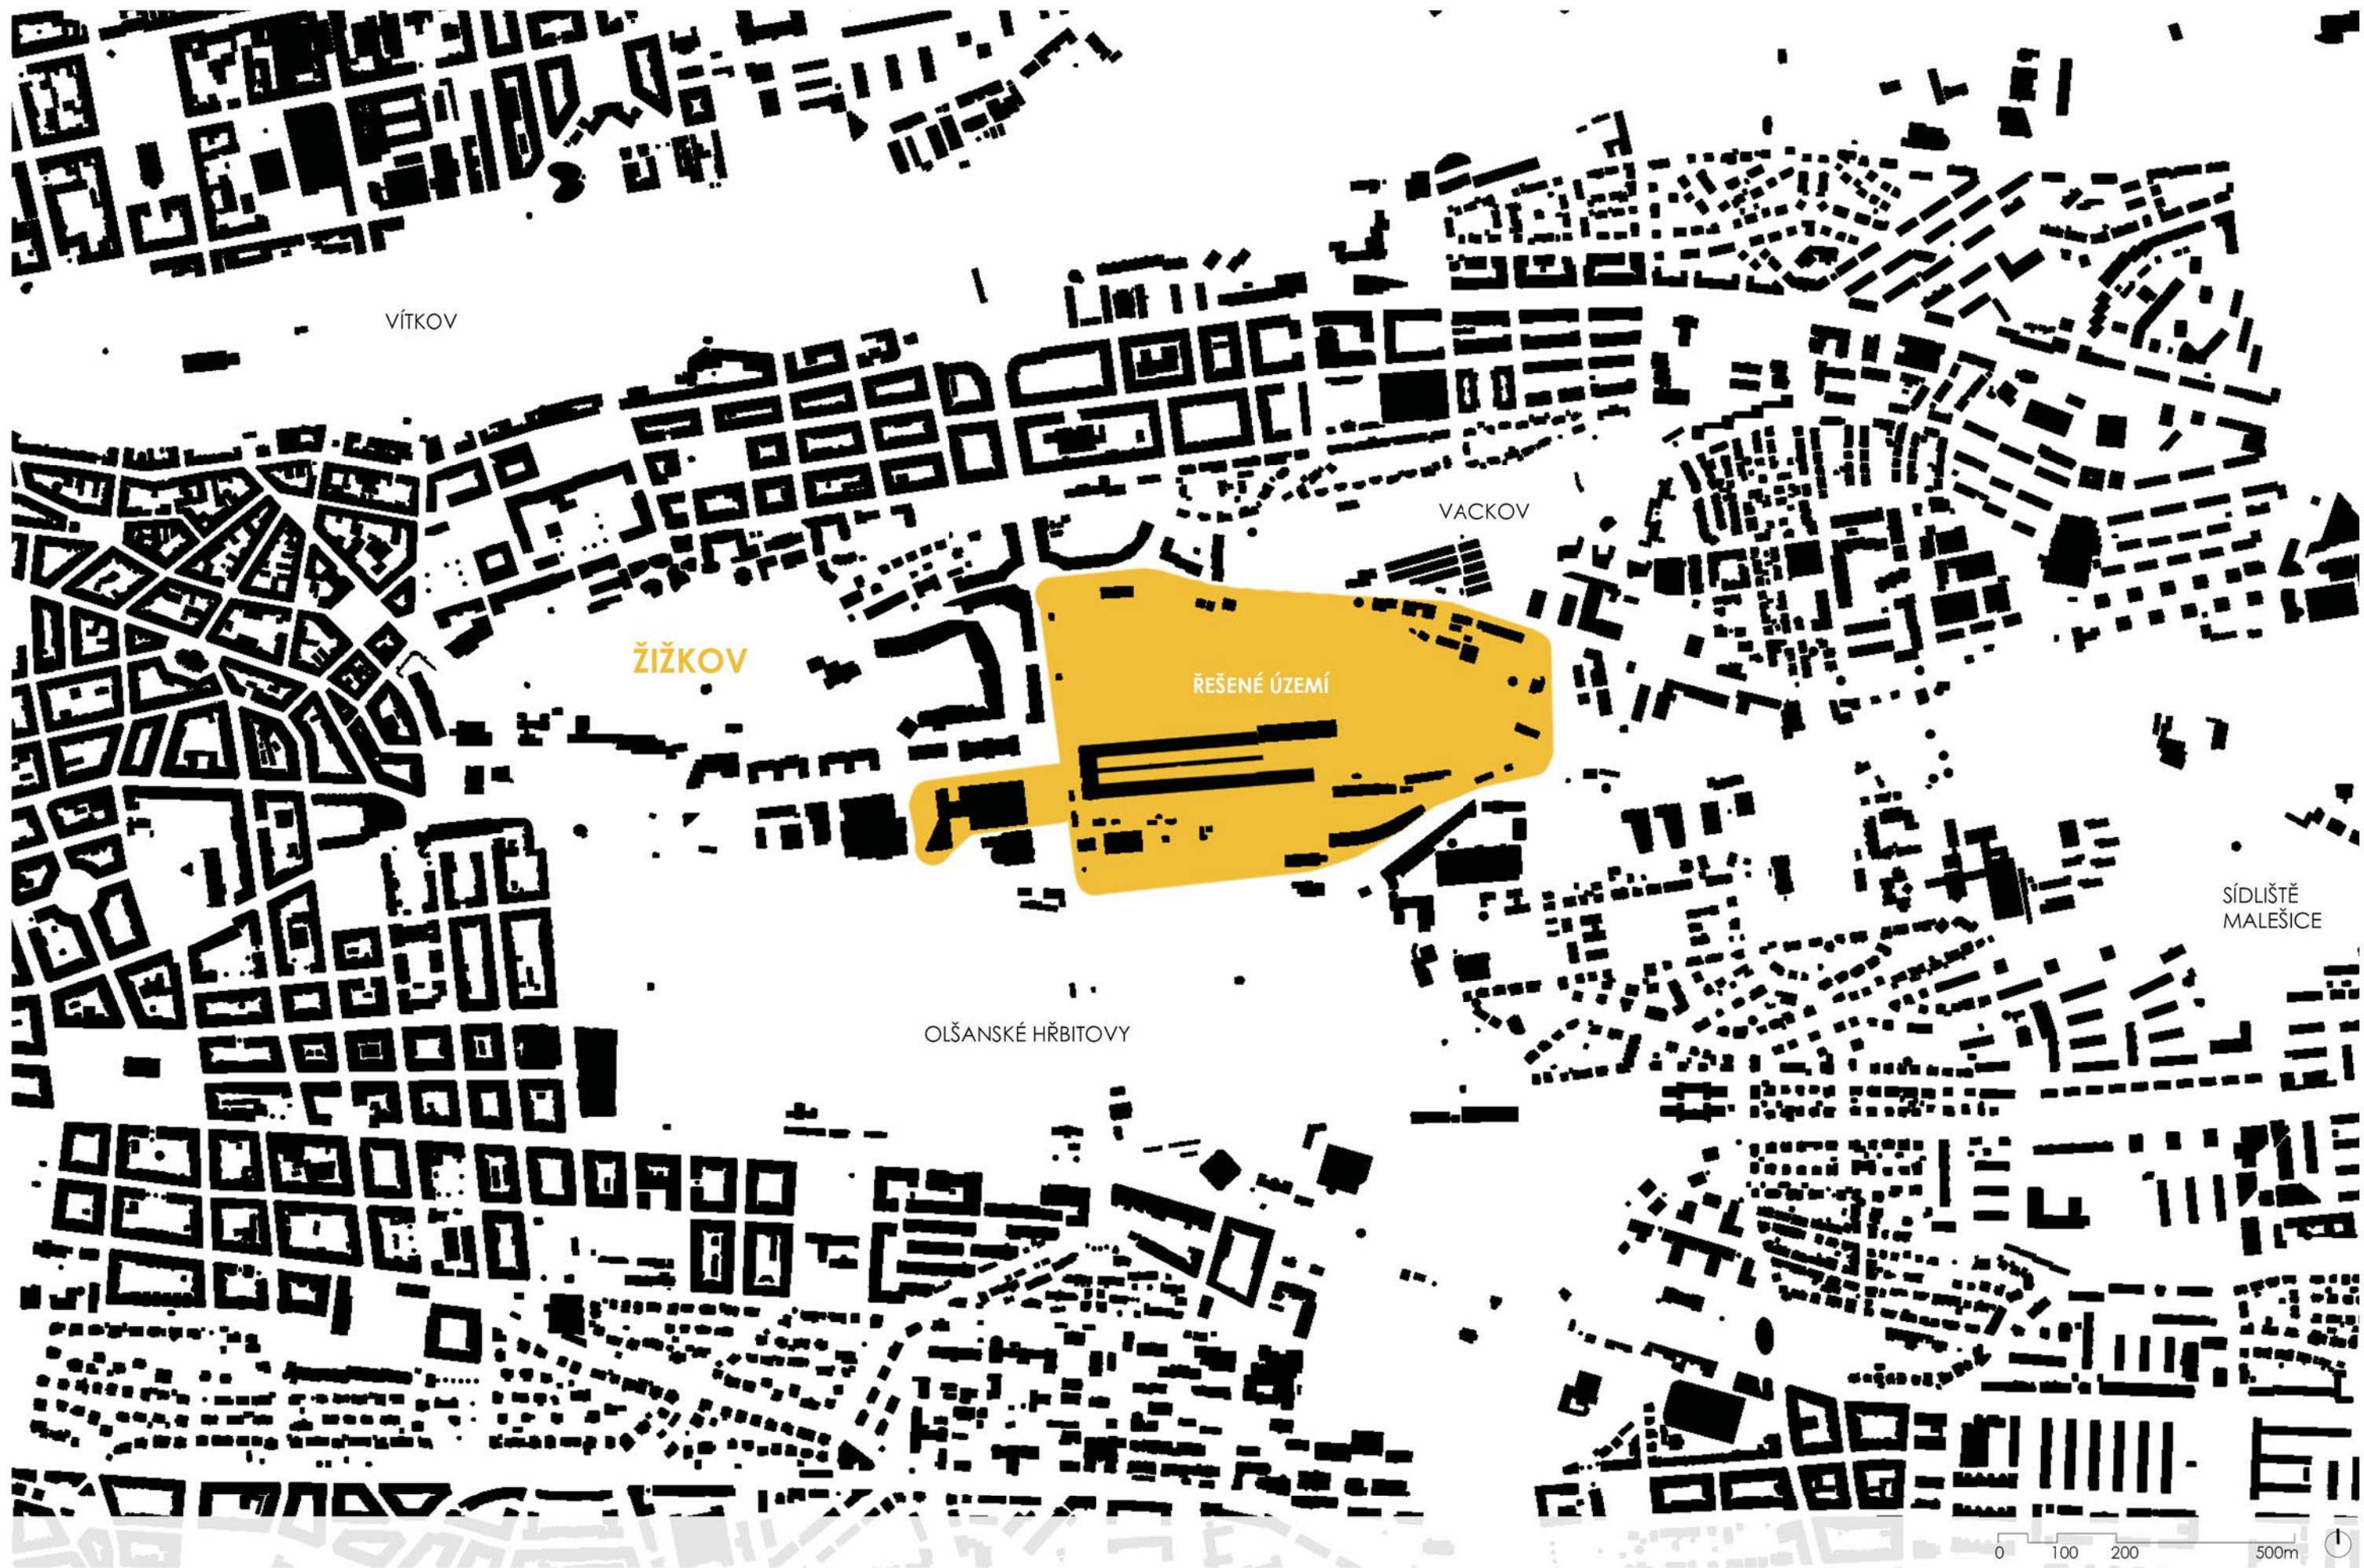 VÍTKOV
VACKOV
ŽIŽKOV
ŘEŠENÉ ÚZEMÍ
SÍDLIŠTĚ
MALEŠICE
OLŠANSKÉ HŘBITOVY
0 100 200 500m